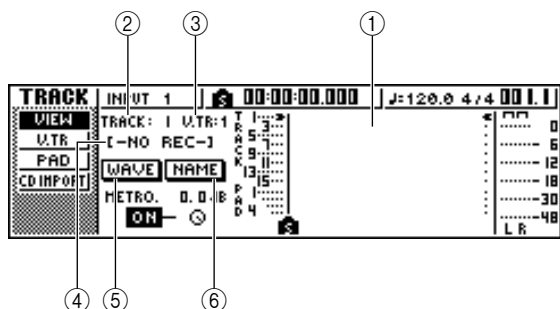 ② ③ ①
TRACK INPUT 1 S 00:00:00.000 ♩=120.0 4/4 001.1
VIEW TRACK: 1 V.TR:1
V.TR [-NO REC-]
PAD WAVE NAME
CD IMPORT METRO. 0.0dB
ON
TRACK 1 3 5 7 9 11 13 15
PAD 1 4
S
0 6 12 18 30 48
L R
④ ⑤ ⑥